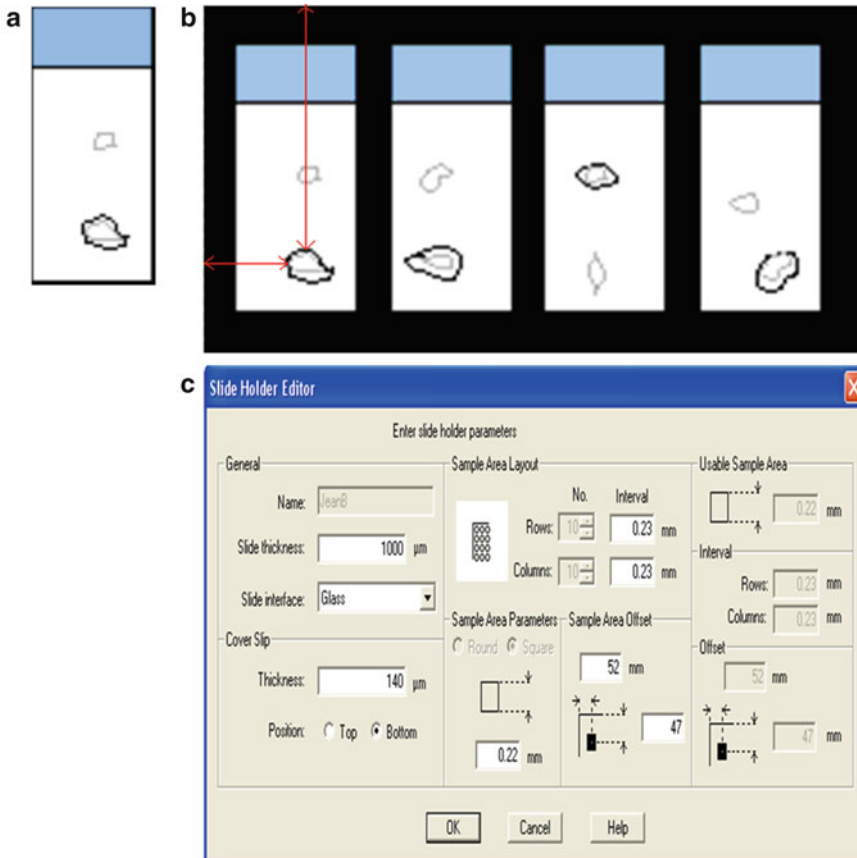 a
b
c
Slide Holder Editor
Enter slide holder parameters
General
Name: JeanB
Slide thickness: 1000 µm
Slide interface: Glass
Cover Slip
Thickness: 140 µm
Position: Top Bottom
Sample Area Layout
No. Interval
Rows: 10 0.23 mm
Columns: 10 0.23 mm
Sample Area Parameters
Round Square
0.22 mm
Sample Area Offset
52 mm
47
Usable Sample Area
0.22 mm
Interval
Rows: 0.23 mm
Columns: 0.23 mm
Offset
52 mm
47 mm
OK Cancel Help